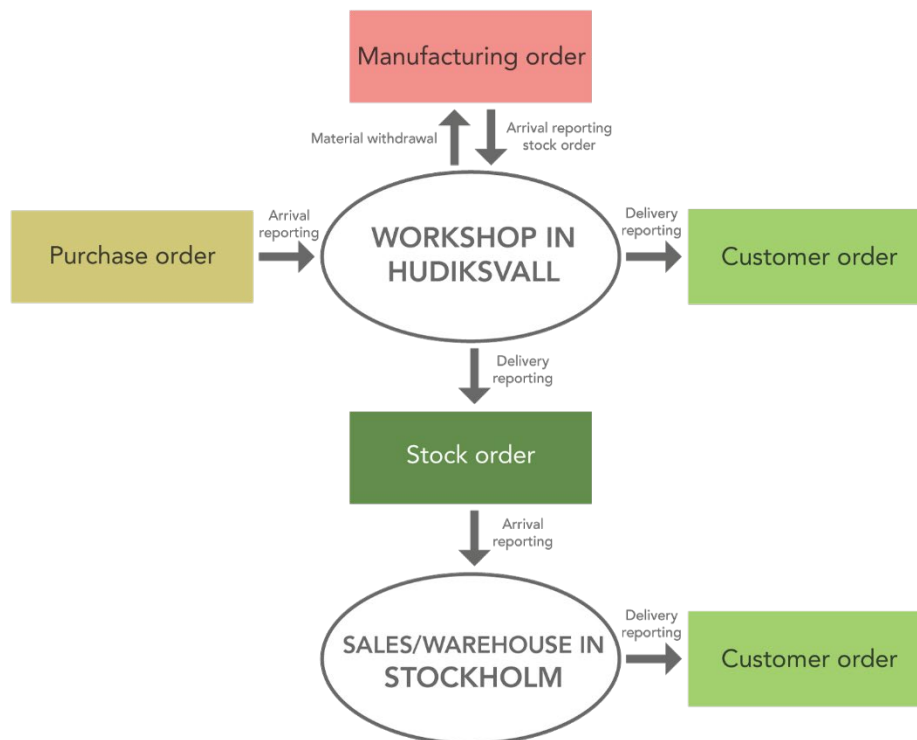 Manufacturing order
Material withdrawal
Arrival reporting
stock order
Arrival
reporting
Purchase order
WORKSHOP IN
HUDIKSVALL
Delivery
reporting
Customer order
Delivery
reporting
Stock order
Arrival
reporting
SALES/WAREHOUSE IN
STOCKHOLM
Delivery
reporting
Customer order